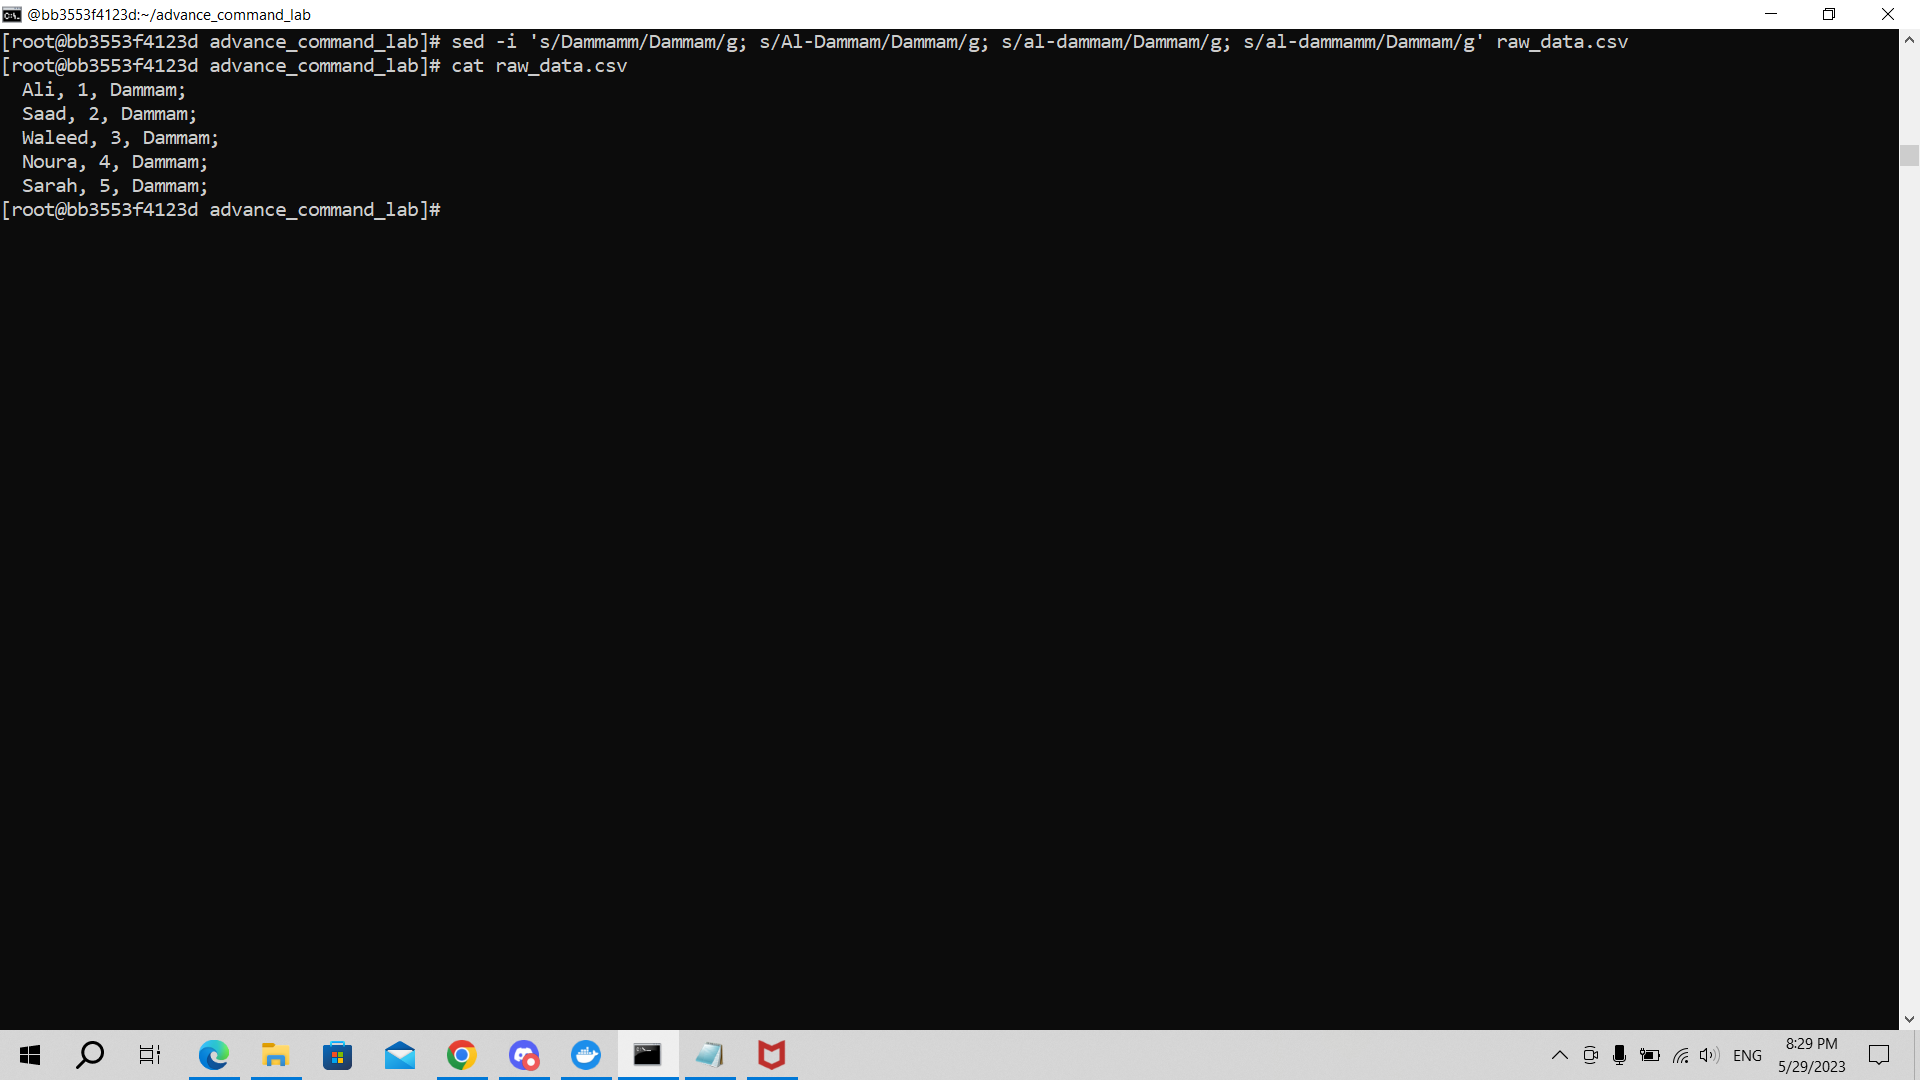 @bb3553f4123d:~/advance_command_lab
[root@bb3553f4123d advance_command_lab]# sed -i 's/Dammamm/Dammam/g; s/Al-Dammam/Dammam/g; s/al-dammam/Dammam/g; s/al-dammamm/Dammam/g' raw_data.csv
[root@bb3553f4123d advance_command_lab]# cat raw_data.csv
Ali, 1, Dammam;
Saad, 2, Dammam;
Waleed, 3, Dammam;
Noura, 4, Dammam;
Sarah, 5, Dammam;
[root@bb3553f4123d advance_command_lab]#
ENG
8:29 PM
5/29/2023